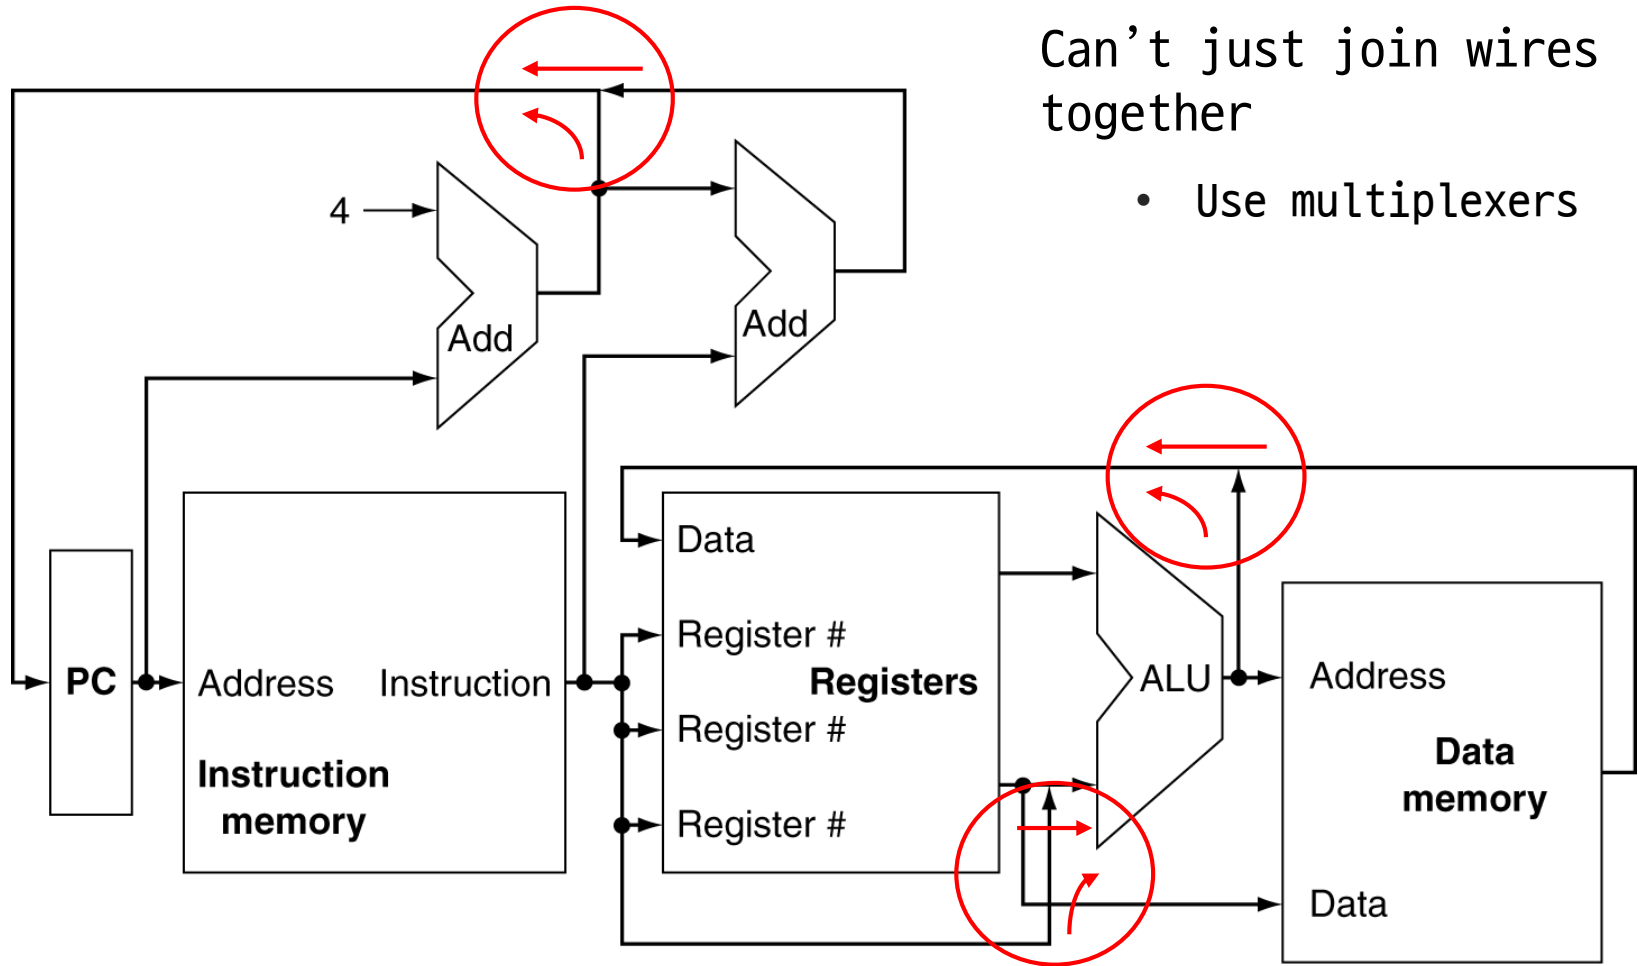 Can’t just join wires
together
• Use multiplexers
4
Add
Add
Data
Register #
PC
Address
Instruction
Registers
ALU
Address
Register #
Instruction
memory
Data
memory
Register #
Data